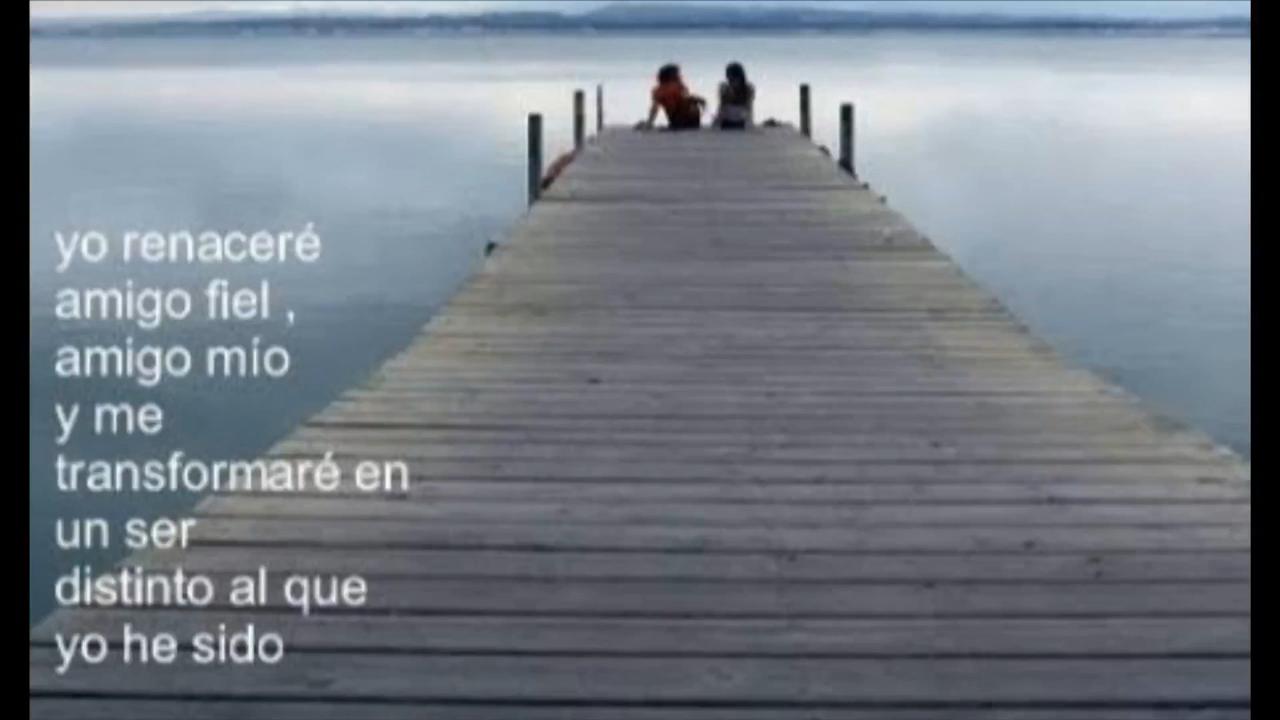 yo renaceré
amigo fiel ,
amigo mío
y me
transformaré en
un ser
distinto al que
yo he sido